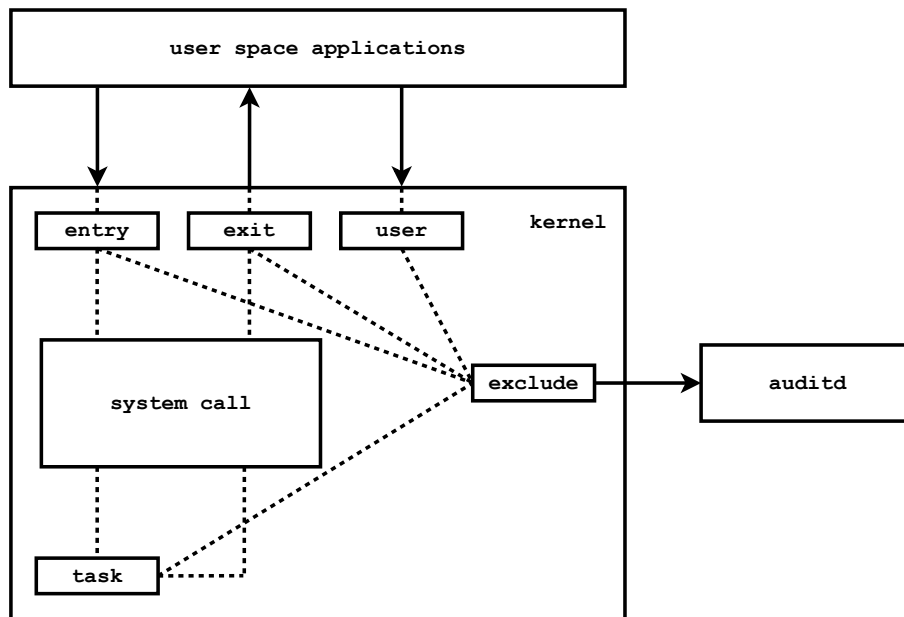 user space applications
entry
exit
user
kernel
system call
exclude
auditd
task